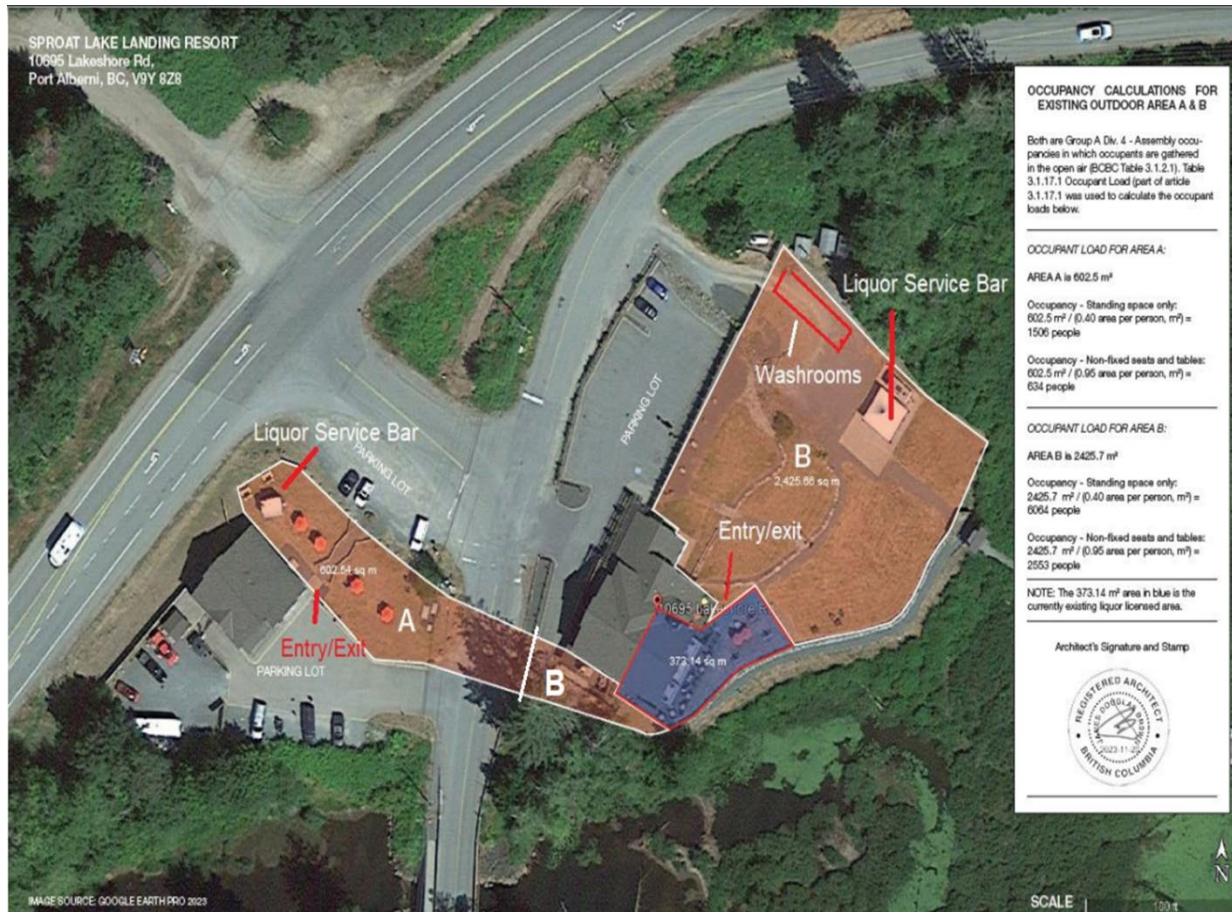 SPROAT LAKE LANDING RESORT
10695 Lakeshore Rd,
Port Alberni, BC, V9Y 8Z8
Liquor Service Bar
Washrooms
PARKING LOT
B
2,425.66 sq m
Liquor Service Bar
PARKING LOT
602.54 sq m
A
Entry/Exit
PARKING LOT
B
Entry/exit
10695 Lakeshore R
373.14 sq m
OCCUPANCY CALCULATIONS FOR
EXISTING OUTDOOR AREA A & B
Both are Group A Div. 4 - Assembly occu-
pancies in which occupants are gathered
in the open air (BCBC Table 3.1.2.1). Table
3.1.17.1 Occupant Load (part of article
3.1.17.1 was used to calculate the occupant
loads below.
OCCUPANT LOAD FOR AREA A:
AREA A is 602.5 m²
Occupancy - Standing space only:
602.5 m² / (0.40 area per person, m²) =
1506 people
Occupancy - Non-fixed seats and tables:
602.5 m² / (0.95 area per person, m²) =
634 people
OCCUPANT LOAD FOR AREA B:
AREA B is 2425.7 m²
Occupancy - Standing space only:
2425.7 m² / (0.40 area per person, m²) =
6064 people
Occupancy - Non-fixed seats and tables:
2425.7 m² / (0.95 area per person, m²) =
2553 people
NOTE: The 373.14 m² area in blue is the
currently existing liquor licensed area.
Architect's Signature and Stamp
REGISTERED ARCHITECT
JAMES DOUGLAS
2023-11-2
BRITISH COLUMBIA
N
SCALE
100 ft
IMAGE SOURCE: GOOGLE EARTH PRO 2023